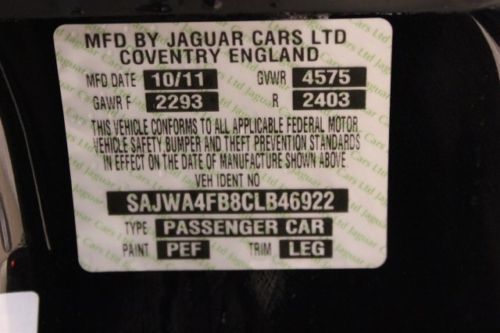 MFD BY JAGUAR CARS LTD
COVENTRY ENGLAND
MFD DATE 10/11 GVWR 4575
GAWR F 2293 R 2403
THIS VEHICLE CONFORMS TO ALL APPLICABLE FEDERAL MOTOR
VEHICLE SAFETY BUMPER AND THEFT PREVENTION STANDARDS
IN EFFECT ON THE DATE OF MANUFACTURE SHOWN ABOVE
VEH IDENT NO
SAJWA4FB8CLB46922
TYPE PASSENGER CAR
PAINT PEF TRIM LEG